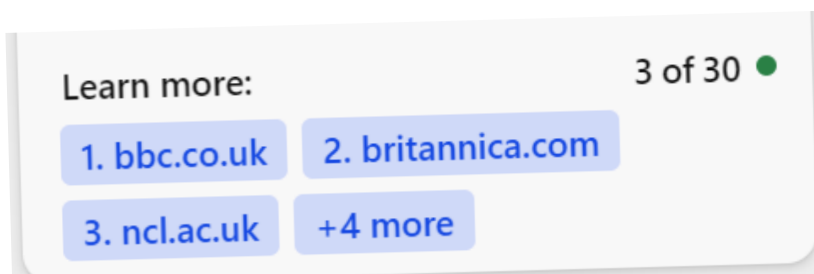 Learn more: 3 of 30
1. bbc.co.uk 2. britannica.com
3. ncl.ac.uk +4 more